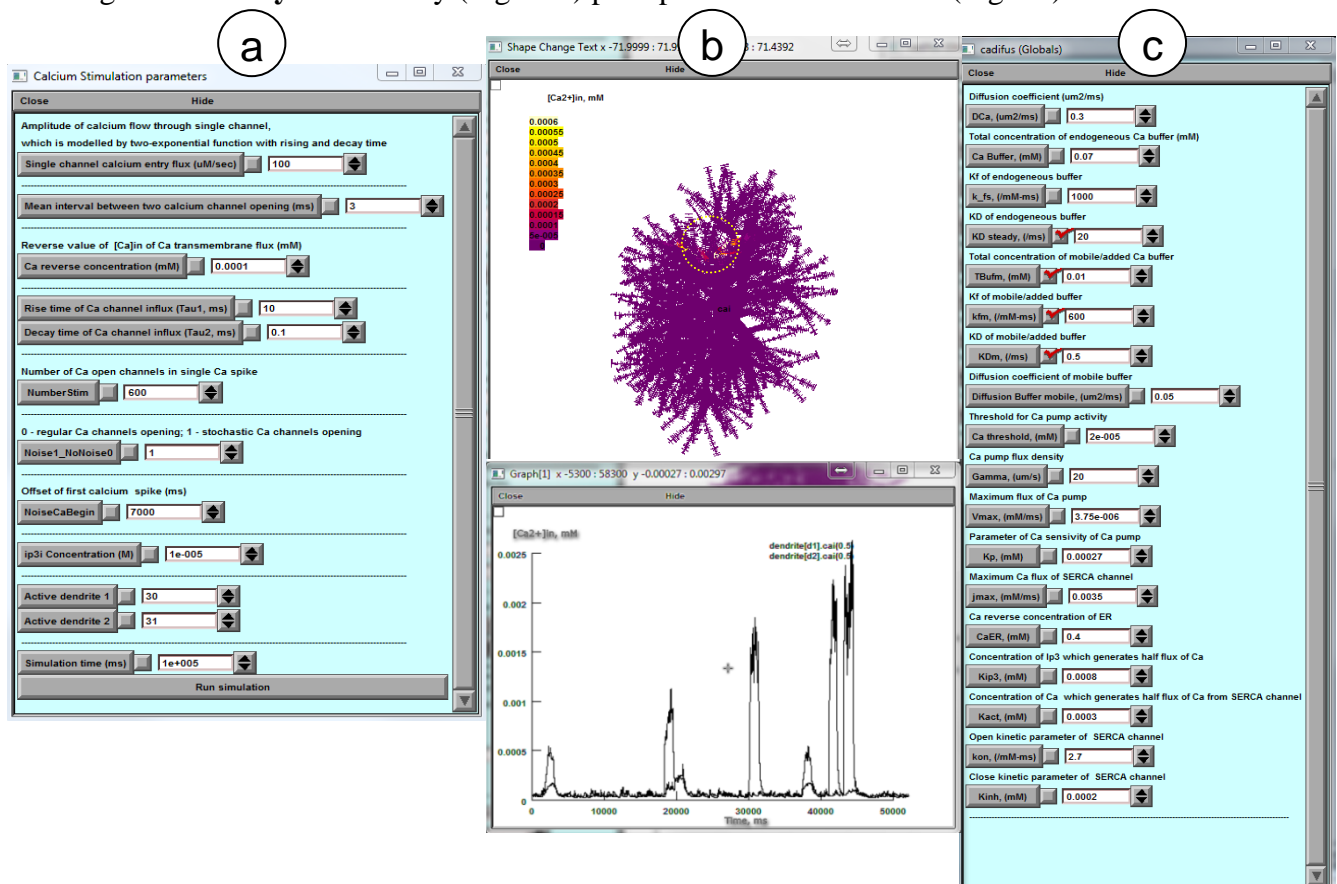 a
Calcium Stimulation parameters
Close Hide
Amplitude of calcium flow through single channel,
which is modelled by two-exponential function with rising and decay time
Single channel calcium entry flux (uM/sec) 100
Mean interval between two calcium channel opening (ms) 3
Reverse value of [Ca]in of Ca transmembrane flux (mM)
Ca reverse concentration (mM) 0.0001
Rise time of Ca channel influx (Tau1, ms) 10
Decay time of Ca channel influx (Tau2, ms) 0.1
Number of Ca open channels in single Ca spike
NumberStim 600
0 - regular Ca channels opening; 1 - stochastic Ca channels opening
Noise1_NoNoise0 1
Offset of first calcium spike (ms)
NoiseCaBegin 7000
ip3i Concentration (M) 1e-005
Active dendrite 1 30
Active dendrite 2 31
Simulation time (ms) 1e+005
Run simulation
b
Shape Change Text x -71.9999 : 71.9 : 71.4392
Close Hide
[Ca2+]in, mM
0.0006
0.00055
0.0005
0.00045
0.0004
0.00035
0.0003
0.00025
0.0002
0.00015
0.0001
5e-005
0
cai
Graph[1] x -5300 : 58300 y -0.00027 : 0.00297
Close Hide
[Ca2+]in, mM
dendrite[d1].cai(0.5)
dendrite[d2].cai(0.5)
0.0025
0.002
0.0015
0.001
0.0005
0
0 10000 20000 30000 40000 50000
Time, ms
c
cadifus (Globals)
Close Hide
Diffusion coefficient (um2/ms)
DCa, (um2/ms) 0.3
Total concentration of endogeneous Ca buffer (mM)
Ca Buffer, (mM) 0.07
Kf of endogeneous buffer
k_fs, (/mM-ms) 1000
KD of endogeneous buffer
KD steady, (/ms) 20
Total concentration of mobile/added Ca buffer
TBufm, (mM) 0.01
Kf of mobile/added buffer
kfm, (/mM-ms) 600
KD of mobile/added buffer
KDm, (/ms) 0.5
Diffusion coefficient of mobile buffer
Diffusion Buffer mobile, (um2/ms) 0.05
Threshold for Ca pump activity
Ca threshold, (mM) 2e-005
Ca pump flux density
Gamma, (um/s) 20
Maximum flux of Ca pump
Vmax, (mM/ms) 3.75e-006
Parameter of Ca sensivity of Ca pump
Kp, (mM) 0.00027
Maximum Ca flux of SERCA channel
jmax, (mM/ms) 0.0035
Ca reverse concentration of ER
CaER, (mM) 0.4
Concentration of Ip3 which generates half flux of Ca
Kip3, (mM) 0.0008
Concentration of Ca which generates half flux of Ca from SERCA channel
Kact, (mM) 0.0003
Open kinetic parameter of SERCA channel
kon, (/mM-ms) 2.7
Close kinetic parameter of SERCA channel
Kinh, (mM) 0.0002